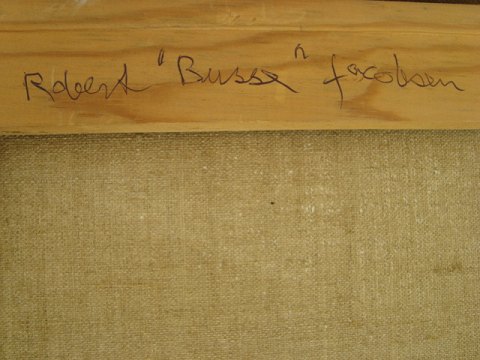 Robert "Busse" Jacobsen